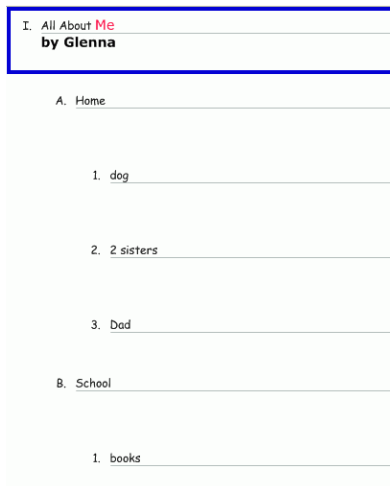 I. All About Me
by Glenna
A. Home
1. dog
2. 2 sisters
3. Dad
B. School
1. books